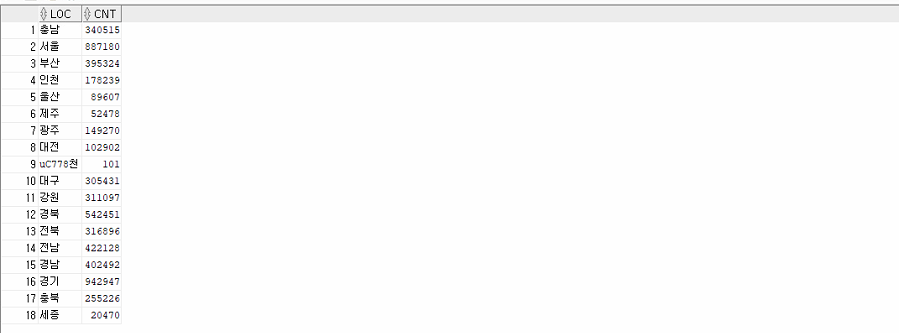 LOC CNT
1 충남 340515
2 서울 887180
3 부산 395324
4 인천 178239
5 울산 89607
6 제주 52478
7 광주 149270
8 대전 102902
9 uC778천 101
10 대구 305431
11 강원 311097
12 경북 542451
13 전북 316896
14 전남 422128
15 경남 402492
16 경기 942947
17 충북 255226
18 세종 20470